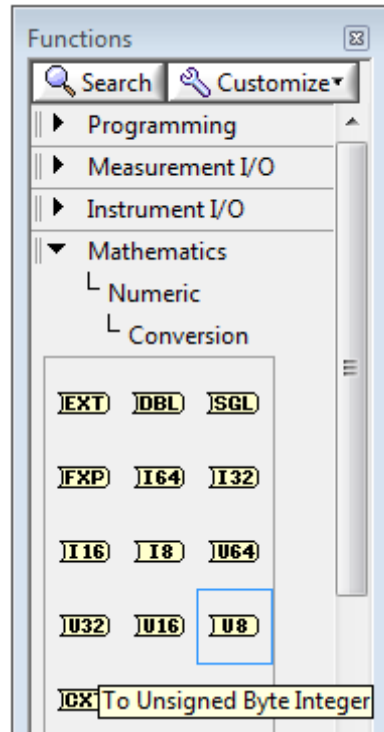 Functions
Search Customize
Programming
Measurement I/O
Instrument I/O
Mathematics
Numeric
Conversion
EXT DBL SGL
FXP I64 I32
I16 I8 U64
U32 U16 U8
To Unsigned Byte Integer